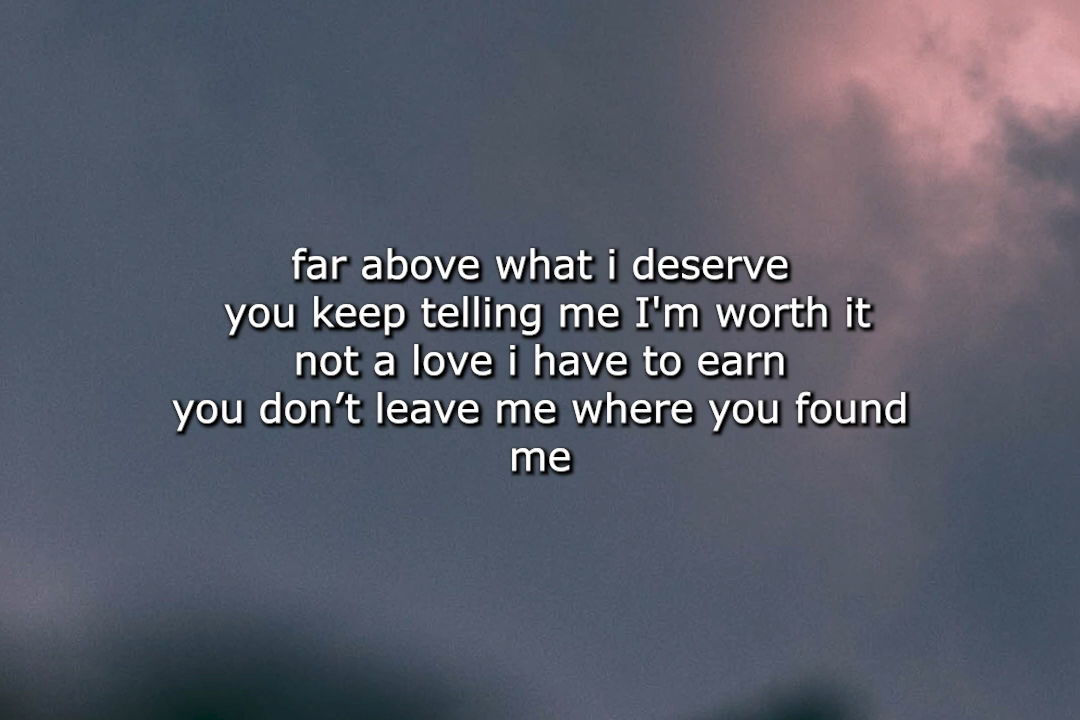 far above what i deserve
you keep telling me I'm worth it
not a love i have to earn
you don’t leave me where you found
me